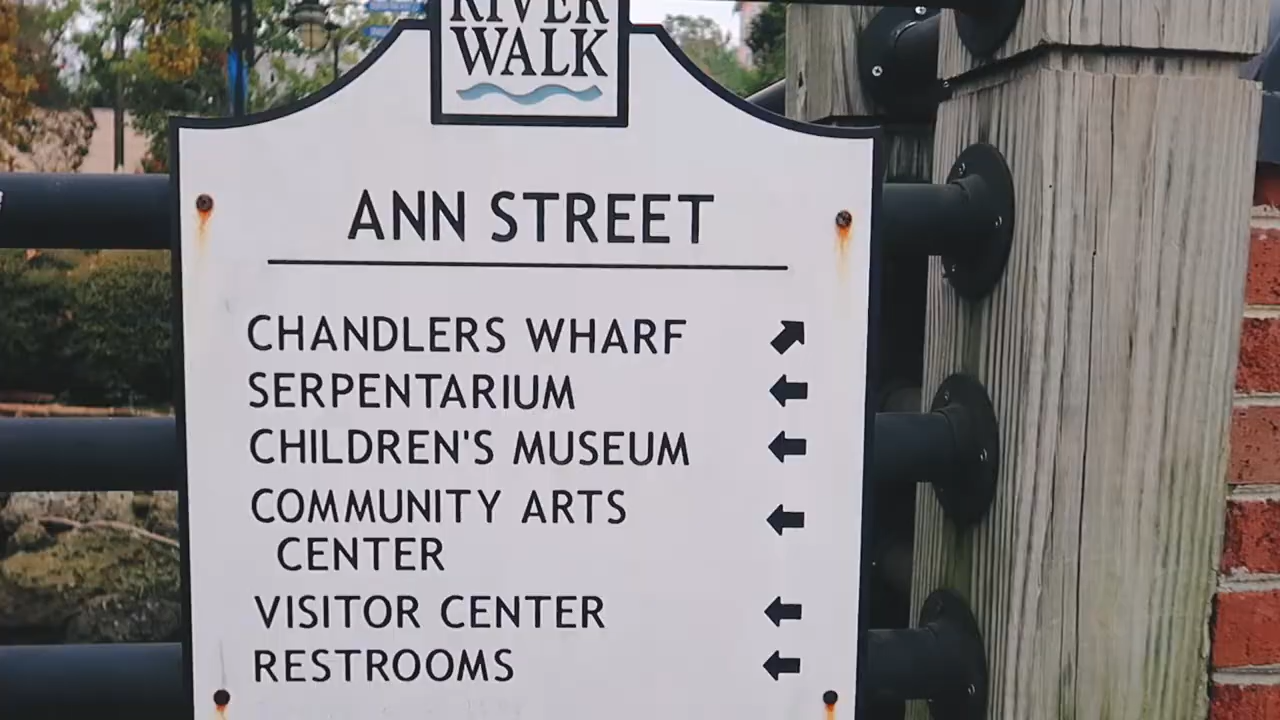 RIVER
WALK
ANN STREET
CHANDLERS WHARF
SERPENTARIUM
CHILDREN'S MUSEUM
COMMUNITY ARTS
CENTER
VISITOR CENTER
RESTROOMS